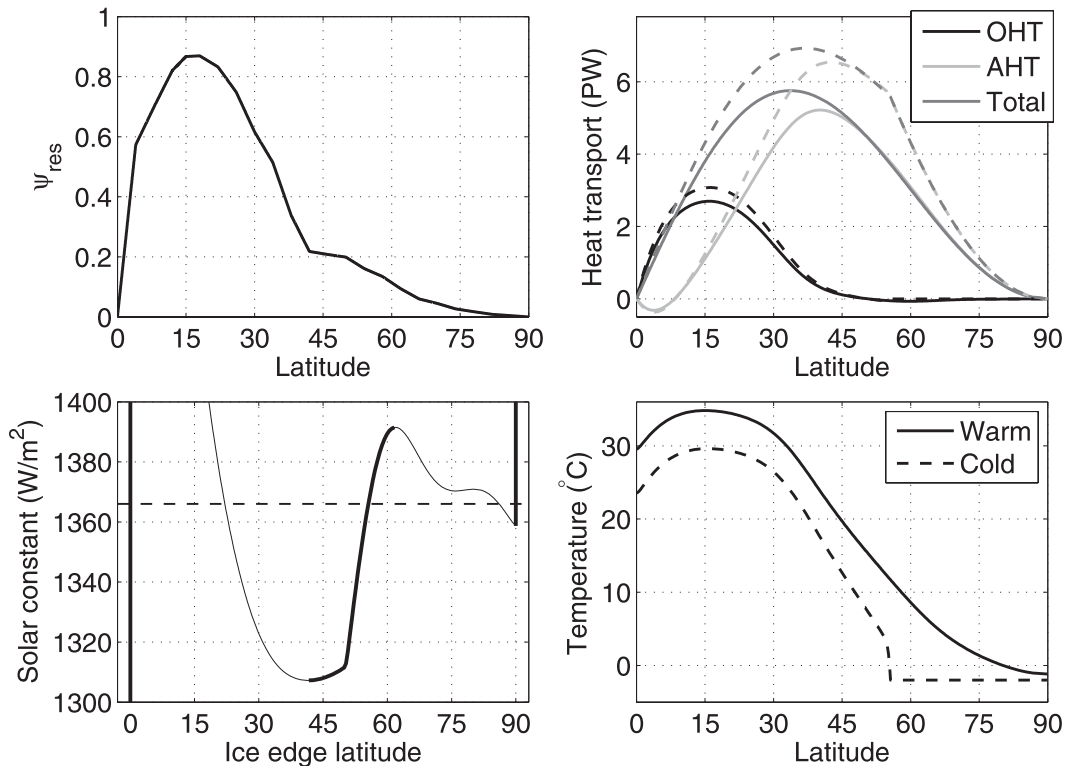 1
0.8
0.6
0.4
0.2
0
ψres
0 15 30 45 60 75 90
Latitude
6
4
2
0
Heat transport (PW)
OHT
AHT
Total
0 15 30 45 60 75 90
Latitude
1400
1380
1360
1340
1320
1300
Solar constant (W/m²)
0 15 30 45 60 75 90
Ice edge latitude
30
20
10
0
Temperature (°C)
Warm
Cold
0 15 30 45 60 75 90
Latitude